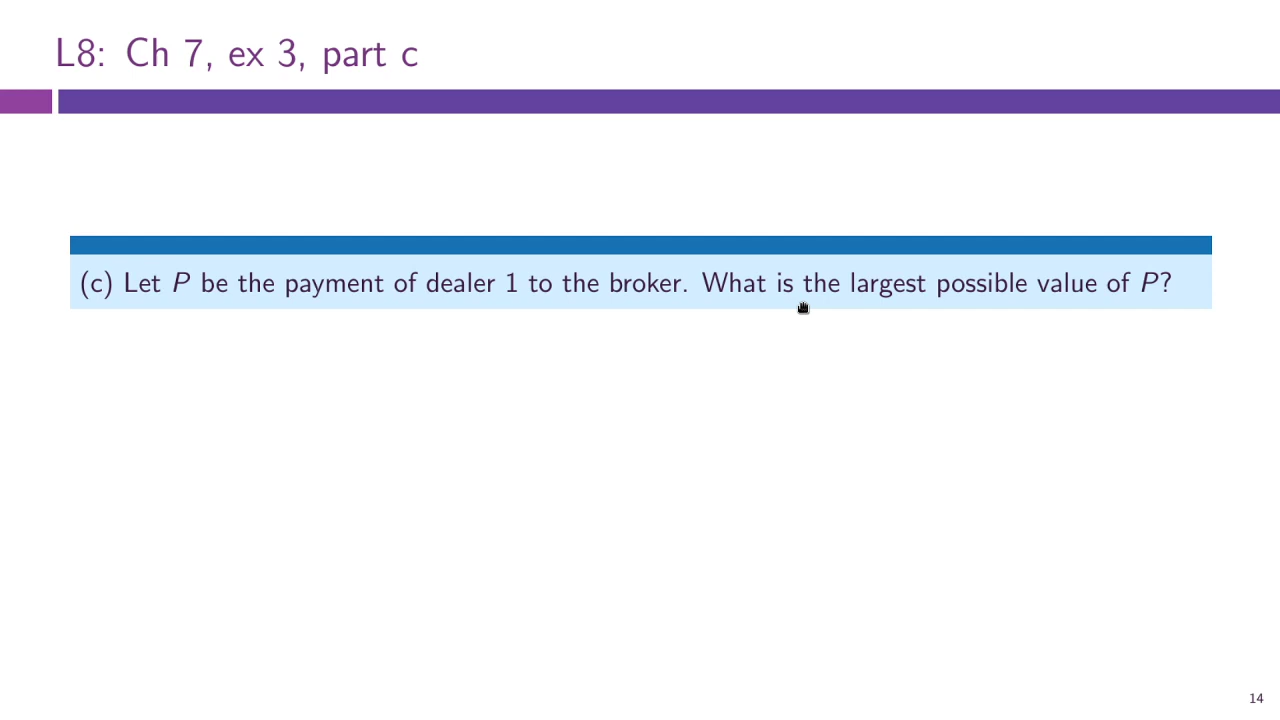 L8: Ch 7, ex 3, part c
(c) Let P be the payment of dealer 1 to the broker. What is the largest possible value of P?
14